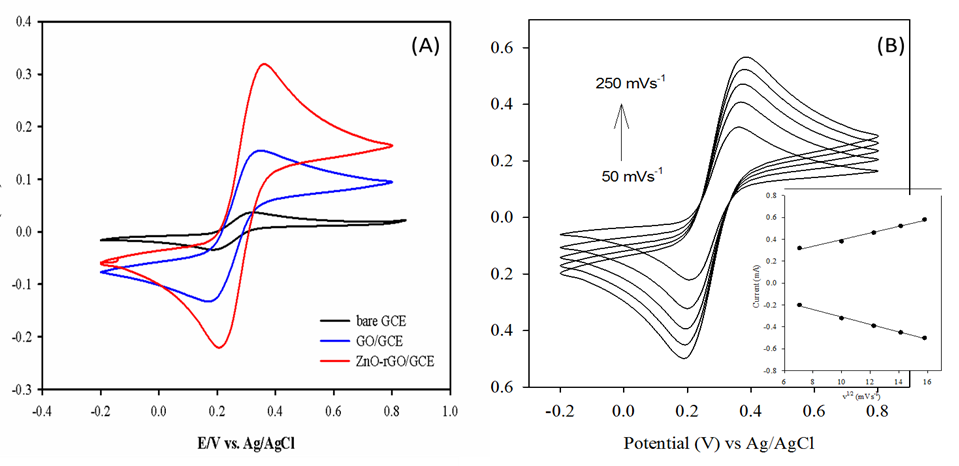 (A)
0.4
0.3
0.2
0.1
0.0
-0.1
-0.2
-0.3
-0.4 -0.2 0.0 0.2 0.4 0.6 0.8 1.0
bare GCE
GO/GCE
ZnO-rGO/GCE
E/V vs. Ag/AgCl
(B)
0.6
0.4
0.2
0.0
0.2
0.4
0.6
250 mVs⁻¹
50 mVs⁻¹
-0.2 0.0 0.2 0.4 0.6 0.8
Potential (V) vs Ag/AgCl
Current (mA)
0.8
0.6
0.4
0.2
0.0
-0.2
-0.4
-0.6
-0.8
6 8 10 12 14 16
v^1/2 (mVs⁻¹)